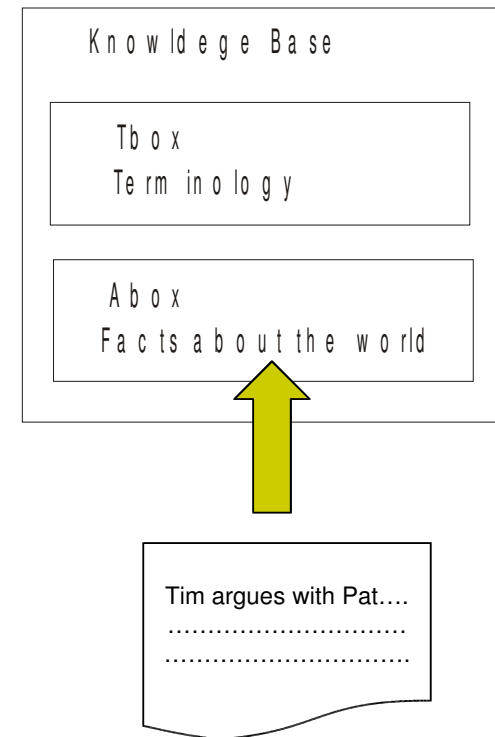 Knowldege Base
Tbox
Terminology
Abox
Facts about the world
Tim argues with Pat....
..............................
...............................